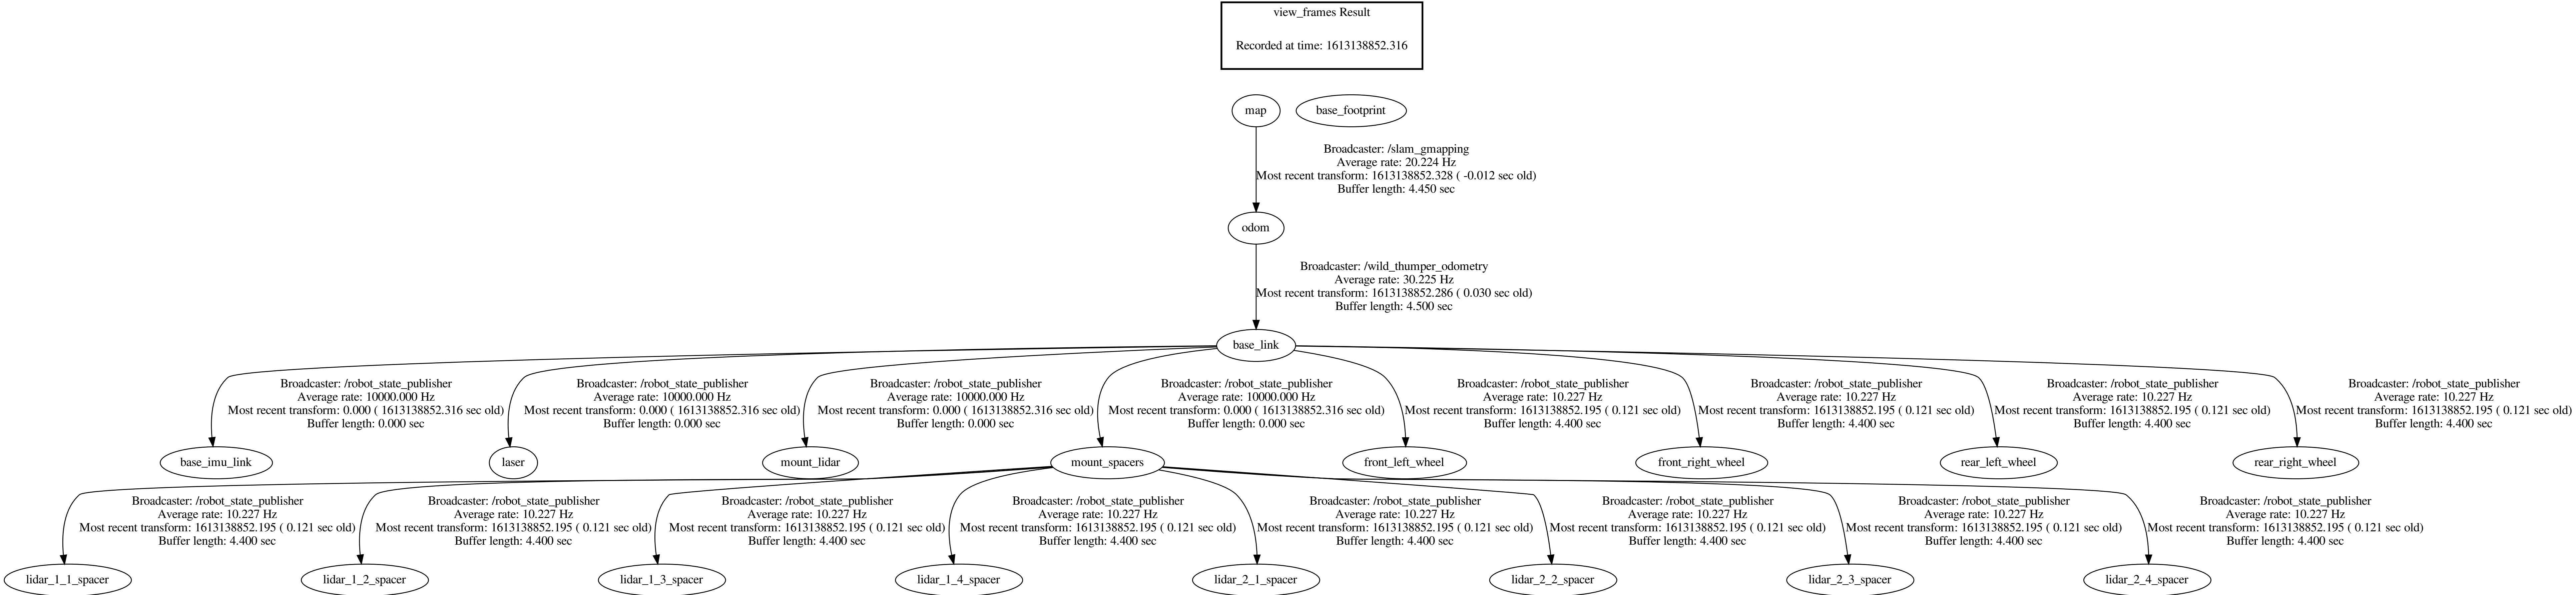 view_frames Result
Recorded at time: 1613138852.316
map
base_footprint
Broadcaster: /slam_gmapping
Average rate: 20.224 Hz
Most recent transform: 1613138852.328 ( -0.012 sec old)
Buffer length: 4.450 sec
odom
Broadcaster: /wild_thumper_odometry
Average rate: 30.225 Hz
Most recent transform: 1613138852.286 ( 0.030 sec old)
Buffer length: 4.500 sec
base_link
Broadcaster: /robot_state_publisher
Average rate: 10000.000 Hz
Most recent transform: 0.000 ( 1613138852.316 sec old)
Buffer length: 0.000 sec
Broadcaster: /robot_state_publisher
Average rate: 10000.000 Hz
Most recent transform: 0.000 ( 1613138852.316 sec old)
Buffer length: 0.000 sec
Broadcaster: /robot_state_publisher
Average rate: 10000.000 Hz
Most recent transform: 0.000 ( 1613138852.316 sec old)
Buffer length: 0.000 sec
Broadcaster: /robot_state_publisher
Average rate: 10000.000 Hz
Most recent transform: 0.000 ( 1613138852.316 sec old)
Buffer length: 0.000 sec
Broadcaster: /robot_state_publisher
Average rate: 10.227 Hz
Most recent transform: 1613138852.195 ( 0.121 sec old)
Buffer length: 4.400 sec
Broadcaster: /robot_state_publisher
Average rate: 10.227 Hz
Most recent transform: 1613138852.195 ( 0.121 sec old)
Buffer length: 4.400 sec
Broadcaster: /robot_state_publisher
Average rate: 10.227 Hz
Most recent transform: 1613138852.195 ( 0.121 sec old)
Buffer length: 4.400 sec
Broadcaster: /robot_state_publisher
Average rate: 10.227 Hz
Most recent transform: 1613138852.195 ( 0.121 sec old)
Buffer length: 4.400 sec
base_imu_link
laser
mount_lidar
mount_spacers
front_left_wheel
front_right_wheel
rear_left_wheel
rear_right_wheel
Broadcaster: /robot_state_publisher
Average rate: 10.227 Hz
Most recent transform: 1613138852.195 ( 0.121 sec old)
Buffer length: 4.400 sec
Broadcaster: /robot_state_publisher
Average rate: 10.227 Hz
Most recent transform: 1613138852.195 ( 0.121 sec old)
Buffer length: 4.400 sec
Broadcaster: /robot_state_publisher
Average rate: 10.227 Hz
Most recent transform: 1613138852.195 ( 0.121 sec old)
Buffer length: 4.400 sec
Broadcaster: /robot_state_publisher
Average rate: 10.227 Hz
Most recent transform: 1613138852.195 ( 0.121 sec old)
Buffer length: 4.400 sec
Broadcaster: /robot_state_publisher
Average rate: 10.227 Hz
Most recent transform: 1613138852.195 ( 0.121 sec old)
Buffer length: 4.400 sec
Broadcaster: /robot_state_publisher
Average rate: 10.227 Hz
Most recent transform: 1613138852.195 ( 0.121 sec old)
Buffer length: 4.400 sec
Broadcaster: /robot_state_publisher
Average rate: 10.227 Hz
Most recent transform: 1613138852.195 ( 0.121 sec old)
Buffer length: 4.400 sec
Broadcaster: /robot_state_publisher
Average rate: 10.227 Hz
Most recent transform: 1613138852.195 ( 0.121 sec old)
Buffer length: 4.400 sec
lidar_1_1_spacer
lidar_1_2_spacer
lidar_1_3_spacer
lidar_1_4_spacer
lidar_2_1_spacer
lidar_2_2_spacer
lidar_2_3_spacer
lidar_2_4_spacer